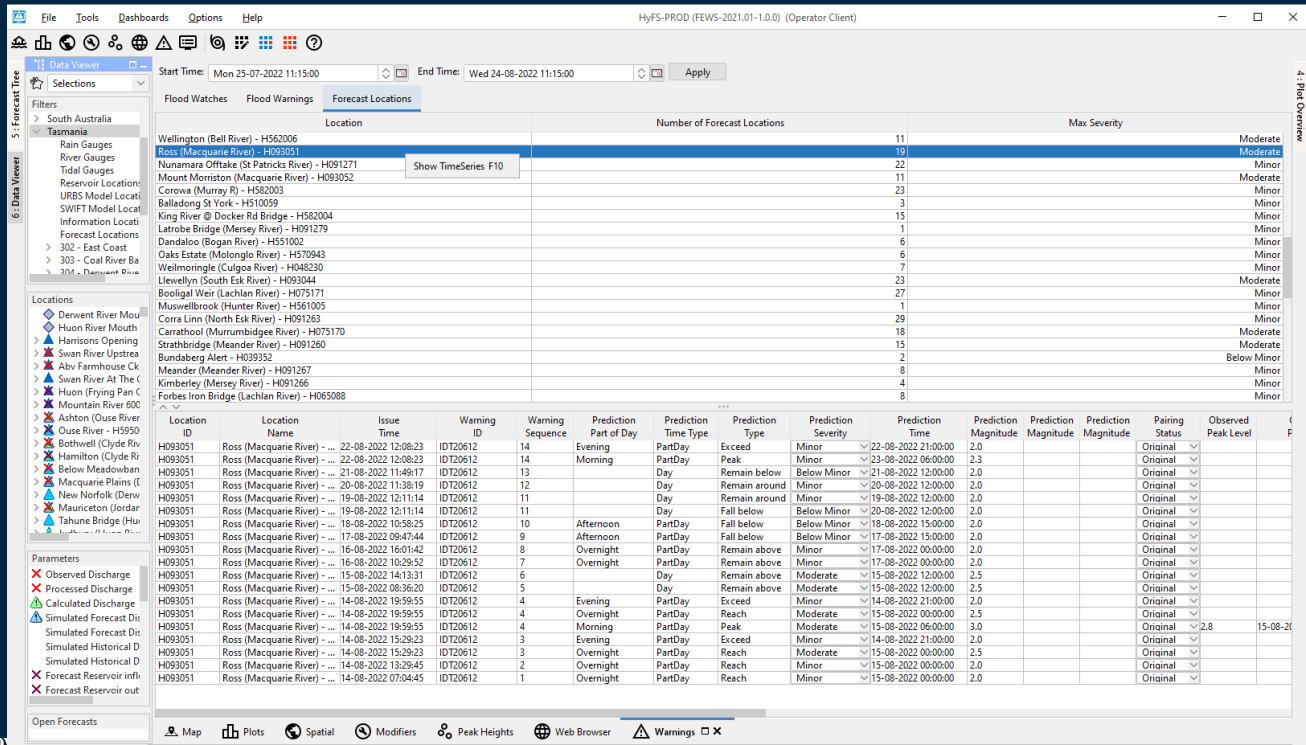 File Tools Dashboards Options Help
HyFS-PROD (FEWS-2021.01-1.0.0) (Operator Client)
5 : Forecast Tree
6 : Data Viewer
4 : Plot Overview
Data Viewer
Selections
Filters
South Australia
Tasmania
Rain Gauges
River Gauges
Tidal Gauges
Reservoir Locations
URBS Model Locati
SWIFT Model Locat
Information Locati
Forecast Locations
302 - East Coast
303 - Coal River Ba
304 - Derwent Rive
Locations
Derwent River Mou
Huon River Mouth
Harrisons Opening
Swan River Upstrea
Abv Farmhouse Ck
Swan River At The G
Huon (Frying Pan C
Mountain River 600
Ashton (Ouse River
Ouse River - H5950
Bothwell (Clyde Riv
Hamilton (Clyde Ri
Below Meadowban
Macquarie Plains (D
New Norfolk (Derw
Mauriceton (Jordan
Tahune Bridge (Hu
Parameters
Observed Discharge
Processed Discharge
Calculated Discharge
Simulated Forecast Dis
Simulated Forecast Dis
Simulated Historical D
Simulated Historical D
Forecast Reservoir infl
Forecast Reservoir out
Open Forecasts
Start Time: Mon 25-07-2022 11:15:00 End Time: Wed 24-08-2022 11:15:00 Apply
Flood Watches Flood Warnings Forecast Locations
Location Number of Forecast Locations Max Severity
Wellington (Bell River) - H562006 11 Moderate
Ross (Macquarie River) - H093051 19 Moderate
Nunamara Offtake (St Patricks River) - H091271 22 Minor
Show TimeSeries F10
Mount Morriston (Macquarie River) - H093052 11 Moderate
Corowa (Murray R) - H582003 23 Minor
Balladong St York - H510059 3 Minor
King River @ Docker Rd Bridge - H582004 15 Minor
Latrobe Bridge (Mersey River) - H091279 1 Minor
Dandaloo (Bogan River) - H551002 6 Minor
Oaks Estate (Molonglo River) - H570943 6 Minor
Weilmoringle (Culgoa River) - H048230 7 Minor
Llewellyn (South Esk River) - H093044 23 Moderate
Booligal Weir (Lachlan River) - H075171 27 Minor
Muswellbrook (Hunter River) - H561005 1 Minor
Corra Linn (North Esk River) - H091263 29 Minor
Carrathool (Murrumbidgee River) - H075170 18 Moderate
Strathbridge (Meander River) - H091260 15 Moderate
Bundaberg Alert - H039352 2 Below Minor
Meander (Meander River) - H091267 8 Minor
Kimberley (Mersey River) - H091266 4 Minor
Forbes Iron Bridge (Lachlan River) - H065088 8 Minor
Location Location Issue Warning Warning Prediction Prediction Prediction Prediction Prediction Prediction Prediction Prediction Pairing Observed
ID Name Time ID Sequence Part of Day Time Type Type Severity Time Magnitude Magnitude Magnitude Status Peak Level
H093051 Ross (Macquarie River) - ... 22-08-2022 12:08:23 IDT20612 14 Evening PartDay Exceed Minor 22-08-2022 21:00:00 2.0 Original
H093051 Ross (Macquarie River) - ... 22-08-2022 12:08:23 IDT20612 14 Morning PartDay Peak Minor 23-08-2022 06:00:00 2.3 Original
H093051 Ross (Macquarie River) - ... 21-08-2022 11:49:17 IDT20612 13 Day Remain below Below Minor 21-08-2022 12:00:00 2.0 Original
H093051 Ross (Macquarie River) - ... 20-08-2022 11:38:19 IDT20612 12 Day Remain around Minor 20-08-2022 12:00:00 2.0 Original
H093051 Ross (Macquarie River) - ... 19-08-2022 12:11:14 IDT20612 11 Day Remain around Minor 19-08-2022 12:00:00 2.0 Original
H093051 Ross (Macquarie River) - ... 19-08-2022 12:11:14 IDT20612 11 Day Fall below Below Minor 20-08-2022 12:00:00 2.0 Original
H093051 Ross (Macquarie River) - ... 18-08-2022 10:58:25 IDT20612 10 Afternoon PartDay Fall below Below Minor 18-08-2022 15:00:00 2.0 Original
H093051 Ross (Macquarie River) - ... 17-08-2022 09:47:44 IDT20612 9 Afternoon PartDay Fall below Below Minor 17-08-2022 15:00:00 2.0 Original
H093051 Ross (Macquarie River) - ... 16-08-2022 16:01:42 IDT20612 8 Overnight PartDay Remain above Minor 17-08-2022 00:00:00 2.0 Original
H093051 Ross (Macquarie River) - ... 16-08-2022 10:29:52 IDT20612 7 Overnight PartDay Remain above Minor 17-08-2022 00:00:00 2.0 Original
H093051 Ross (Macquarie River) - ... 15-08-2022 14:13:31 IDT20612 6 Day Remain above Moderate 15-08-2022 12:00:00 2.5 Original
H093051 Ross (Macquarie River) - ... 15-08-2022 08:36:20 IDT20612 5 Day Remain above Moderate 15-08-2022 12:00:00 2.5 Original
H093051 Ross (Macquarie River) - ... 14-08-2022 19:59:55 IDT20612 4 Evening PartDay Exceed Minor 14-08-2022 21:00:00 2.0 Original
H093051 Ross (Macquarie River) - ... 14-08-2022 19:59:55 IDT20612 4 Overnight PartDay Reach Moderate 15-08-2022 00:00:00 2.5 Original
H093051 Ross (Macquarie River) - ... 14-08-2022 19:59:55 IDT20612 4 Morning PartDay Peak Moderate 15-08-2022 06:00:00 3.0 Original 2.8 15-08-20
H093051 Ross (Macquarie River) - ... 14-08-2022 15:29:23 IDT20612 3 Evening PartDay Exceed Minor 14-08-2022 21:00:00 2.0 Original
H093051 Ross (Macquarie River) - ... 14-08-2022 15:29:23 IDT20612 3 Overnight PartDay Reach Moderate 15-08-2022 00:00:00 2.5 Original
H093051 Ross (Macquarie River) - ... 14-08-2022 13:29:45 IDT20612 2 Overnight PartDay Reach Minor 15-08-2022 00:00:00 2.0 Original
H093051 Ross (Macquarie River) - ... 14-08-2022 07:04:45 IDT20612 1 Overnight PartDay Reach Minor 15-08-2022 00:00:00 2.0 Original
Map Plots Spatial Modifiers Peak Heights Web Browser Warnings